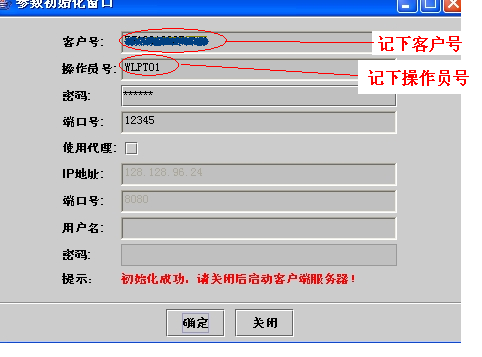 参数初始化窗口
客户号:
记下客户号
操作员号:
WLPT01
记下操作员号
密码:
******
端口号:
12345
使用代理:
IP地址:
128.128.96.24
端口号:
8080
用户名:
密码:
提示:
初始化成功，请关闭后启动客户端服务器！
确定
关闭